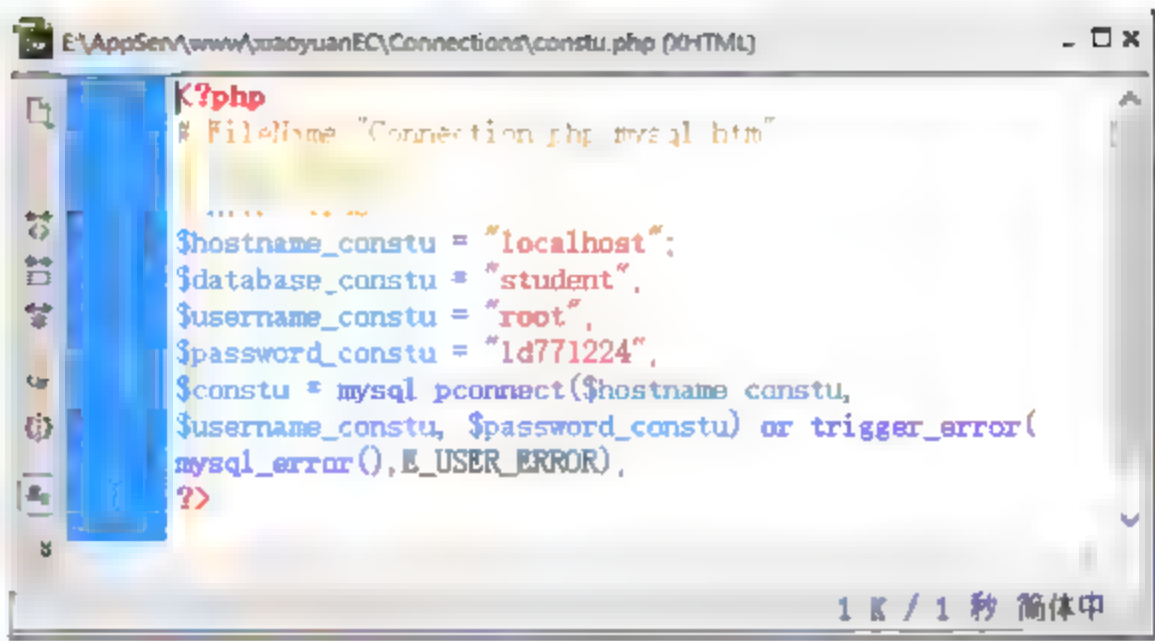 E:\AppServ\www\xiaoyuanEC\Connections\constu.php (XHTML)
<?php
# FileName="Connection_php_mysql.htm"
$hostname_constu = "localhost";
$database_constu = "student";
$username_constu = "root";
$password_constu = "ld771224";
$constu = mysql_pconnect($hostname_constu,
$username_constu, $password_constu) or trigger_error(
mysql_error(),E_USER_ERROR);
?>
1 K / 1 秒 简体中